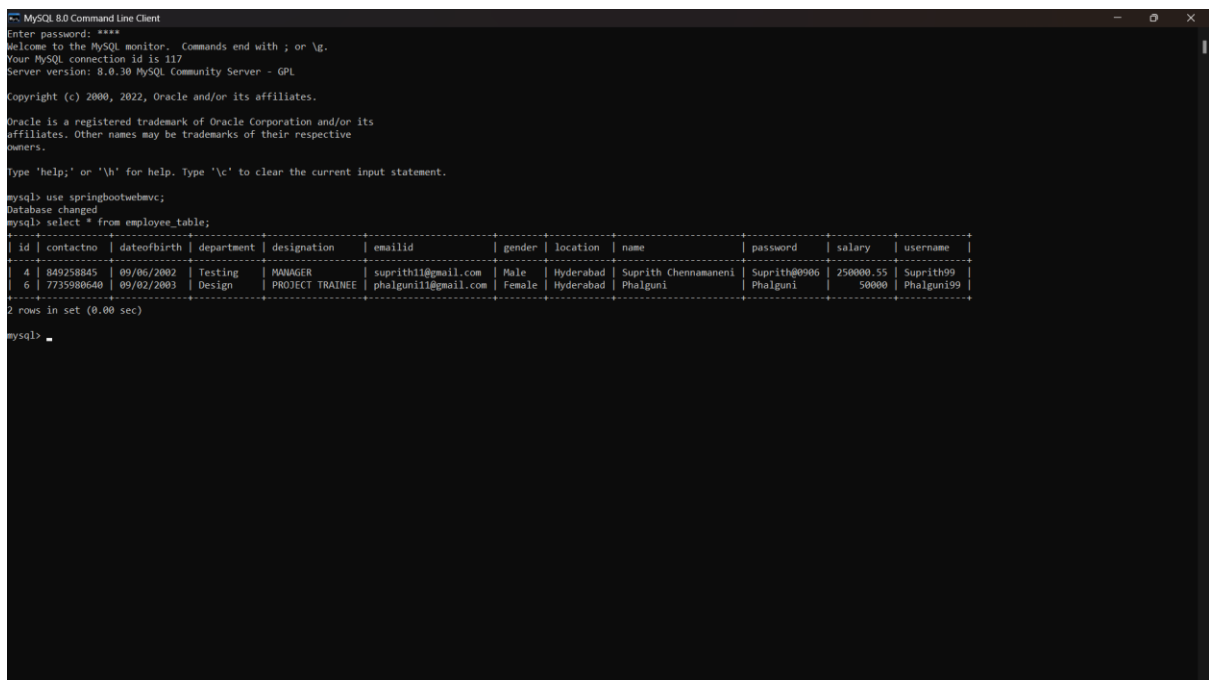 MySQL 8.0 Command Line Client
Enter password: ****
Welcome to the MySQL monitor.  Commands end with ; or \g.
Your MySQL connection id is 117
Server version: 8.0.30 MySQL Community Server - GPL
Copyright (c) 2000, 2022, Oracle and/or its affiliates.
Oracle is a registered trademark of Oracle Corporation and/or its
affiliates. Other names may be trademarks of their respective
owners.
Type 'help;' or '\h' for help. Type '\c' to clear the current input statement.
mysql> use springbootwebmvc;
Database changed
mysql> select * from employee_table;
| id | contactno | dateofbirth | department | designation | emailid | gender | location | name | password | salary | username |
| 4 | 849258845 | 09/06/2002 | Testing | MANAGER | suprith11@gmail.com | Male | Hyderabad | Suprith Chennamaneni | Suprith@0906 | 250000.55 | Suprith99 |
| 6 | 7735980640 | 09/02/2003 | Design | PROJECT TRAINEE | phalguni11@gmail.com | Female | Hyderabad | Phalguni | Phalguni | 50000 | Phalguni99 |
2 rows in set (0.00 sec)
mysql>